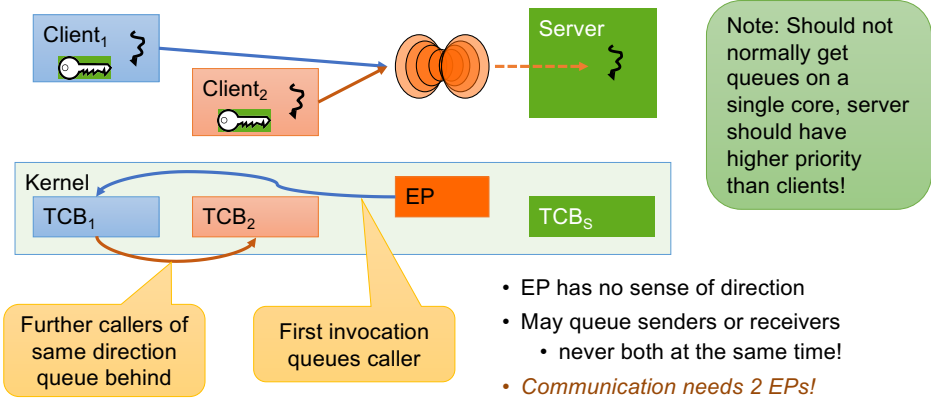 Client₁
Client₂
Server
Note: Should not
normally get
queues on a
single core, server
should have
higher priority
than clients!
Kernel
TCB₁
TCB₂
EP
TCBₛ
Further callers of
same direction
queue behind
First invocation
queues caller
• EP has no sense of direction
• May queue senders or receivers
• never both at the same time!
• Communication needs 2 EPs!